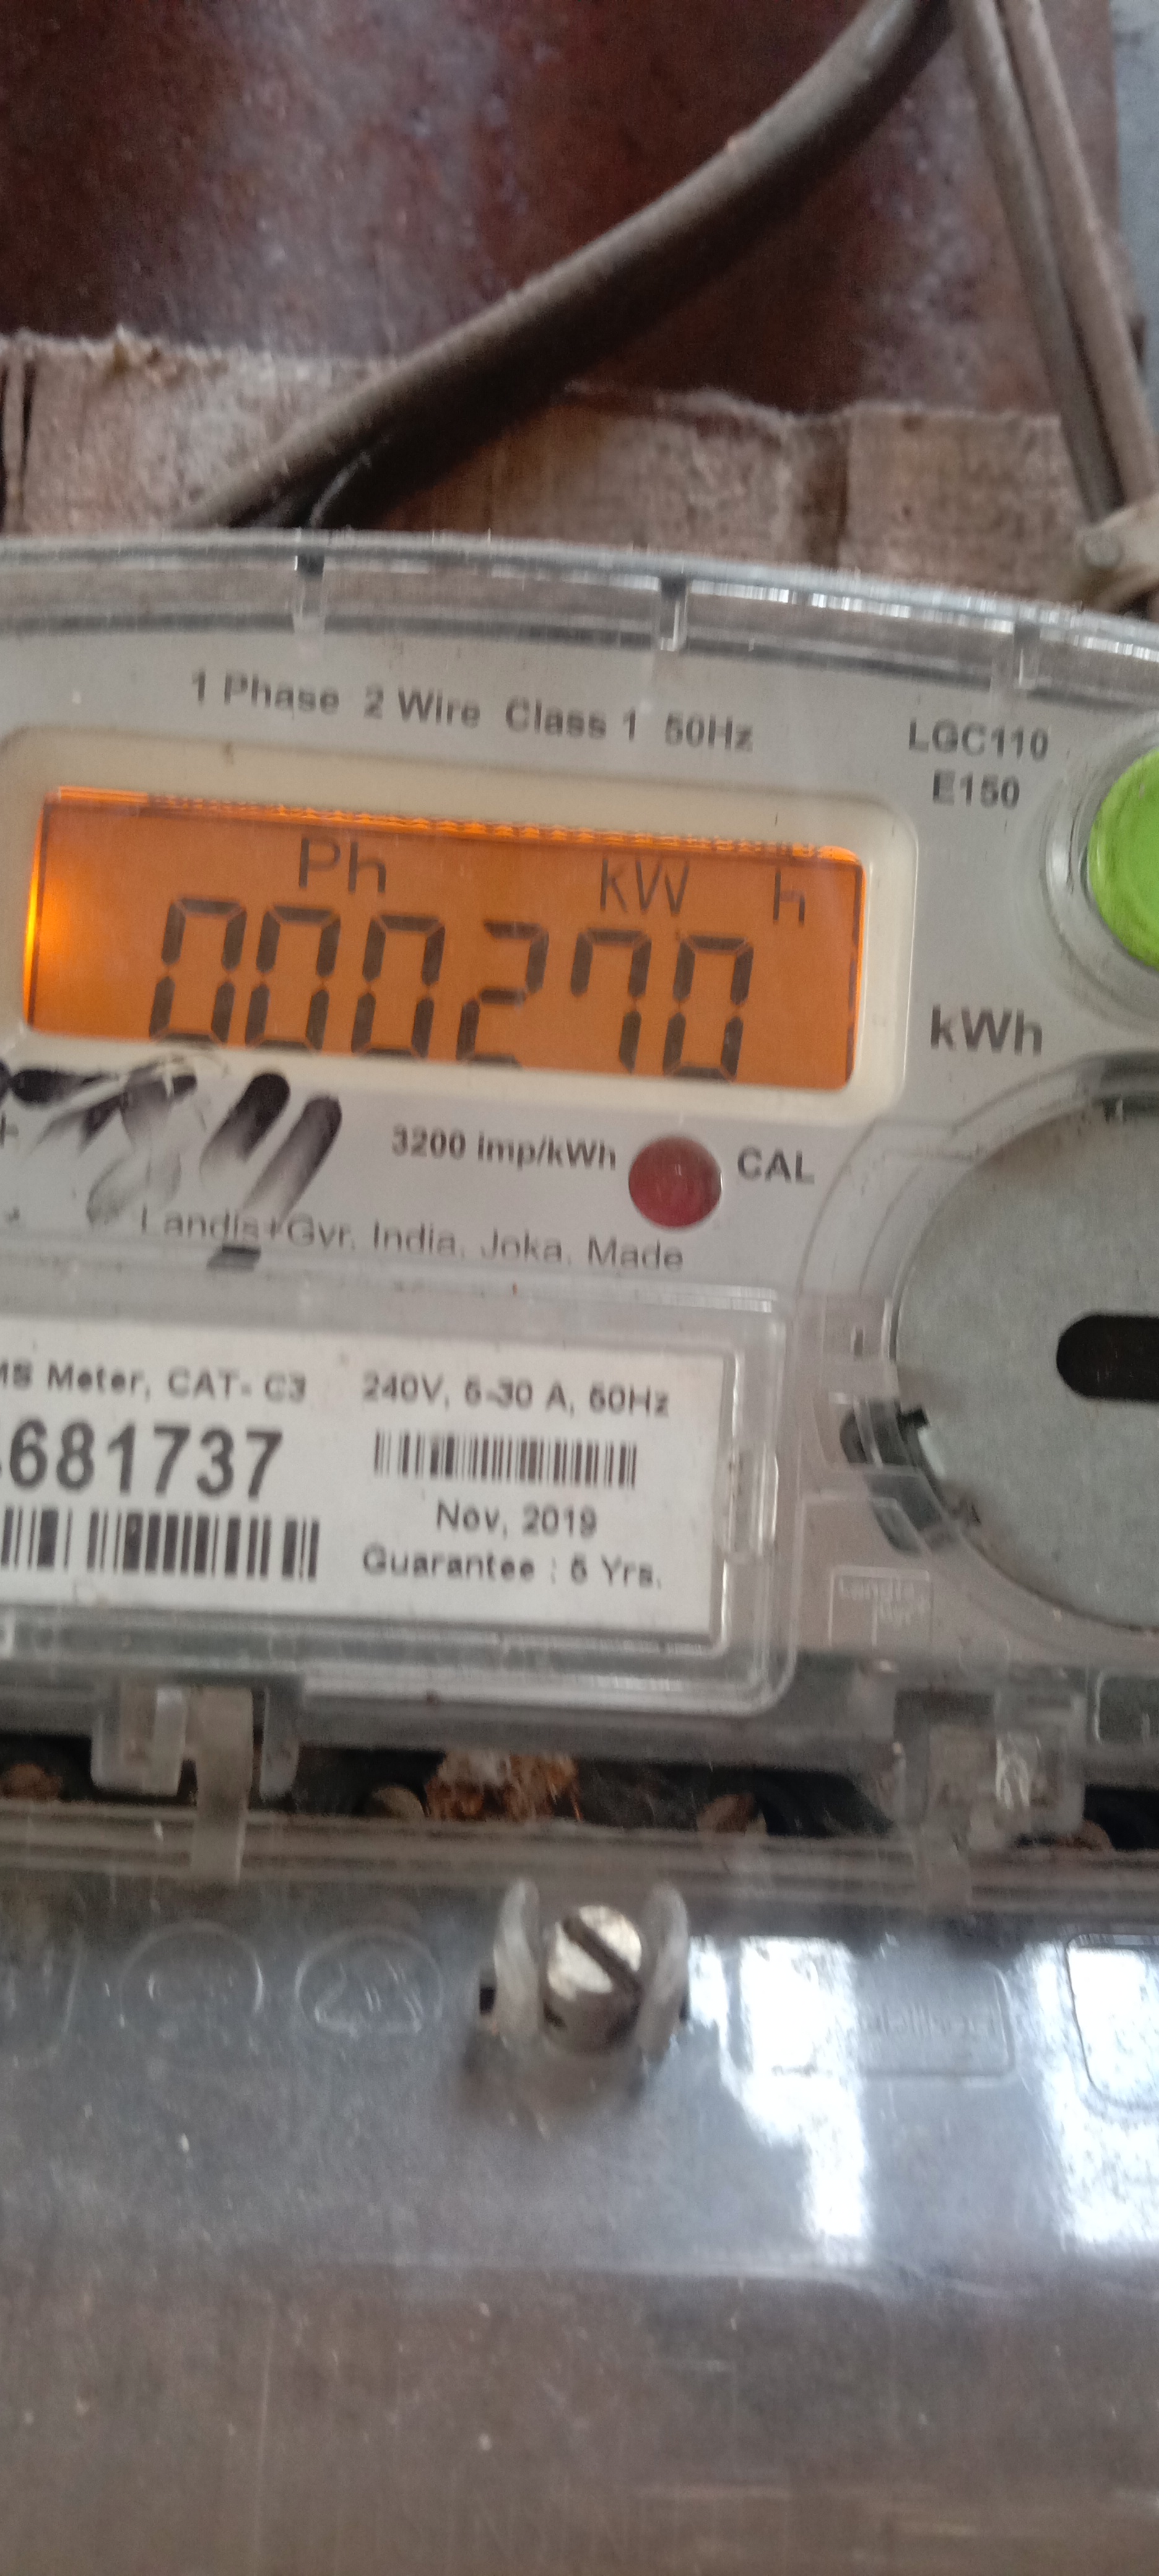 1 Phase 2 Wire Class 1 50Hz
LGC110
E150
Ph kW h
000270
kWh
3200 imp/kWh
CAL
Landis+Gyr, India, Joka, Made
MS Meter, CAT- C3
240V, 5-30 A, 50Hz
681737
Nov, 2019
Guarantee : 5 Yrs.